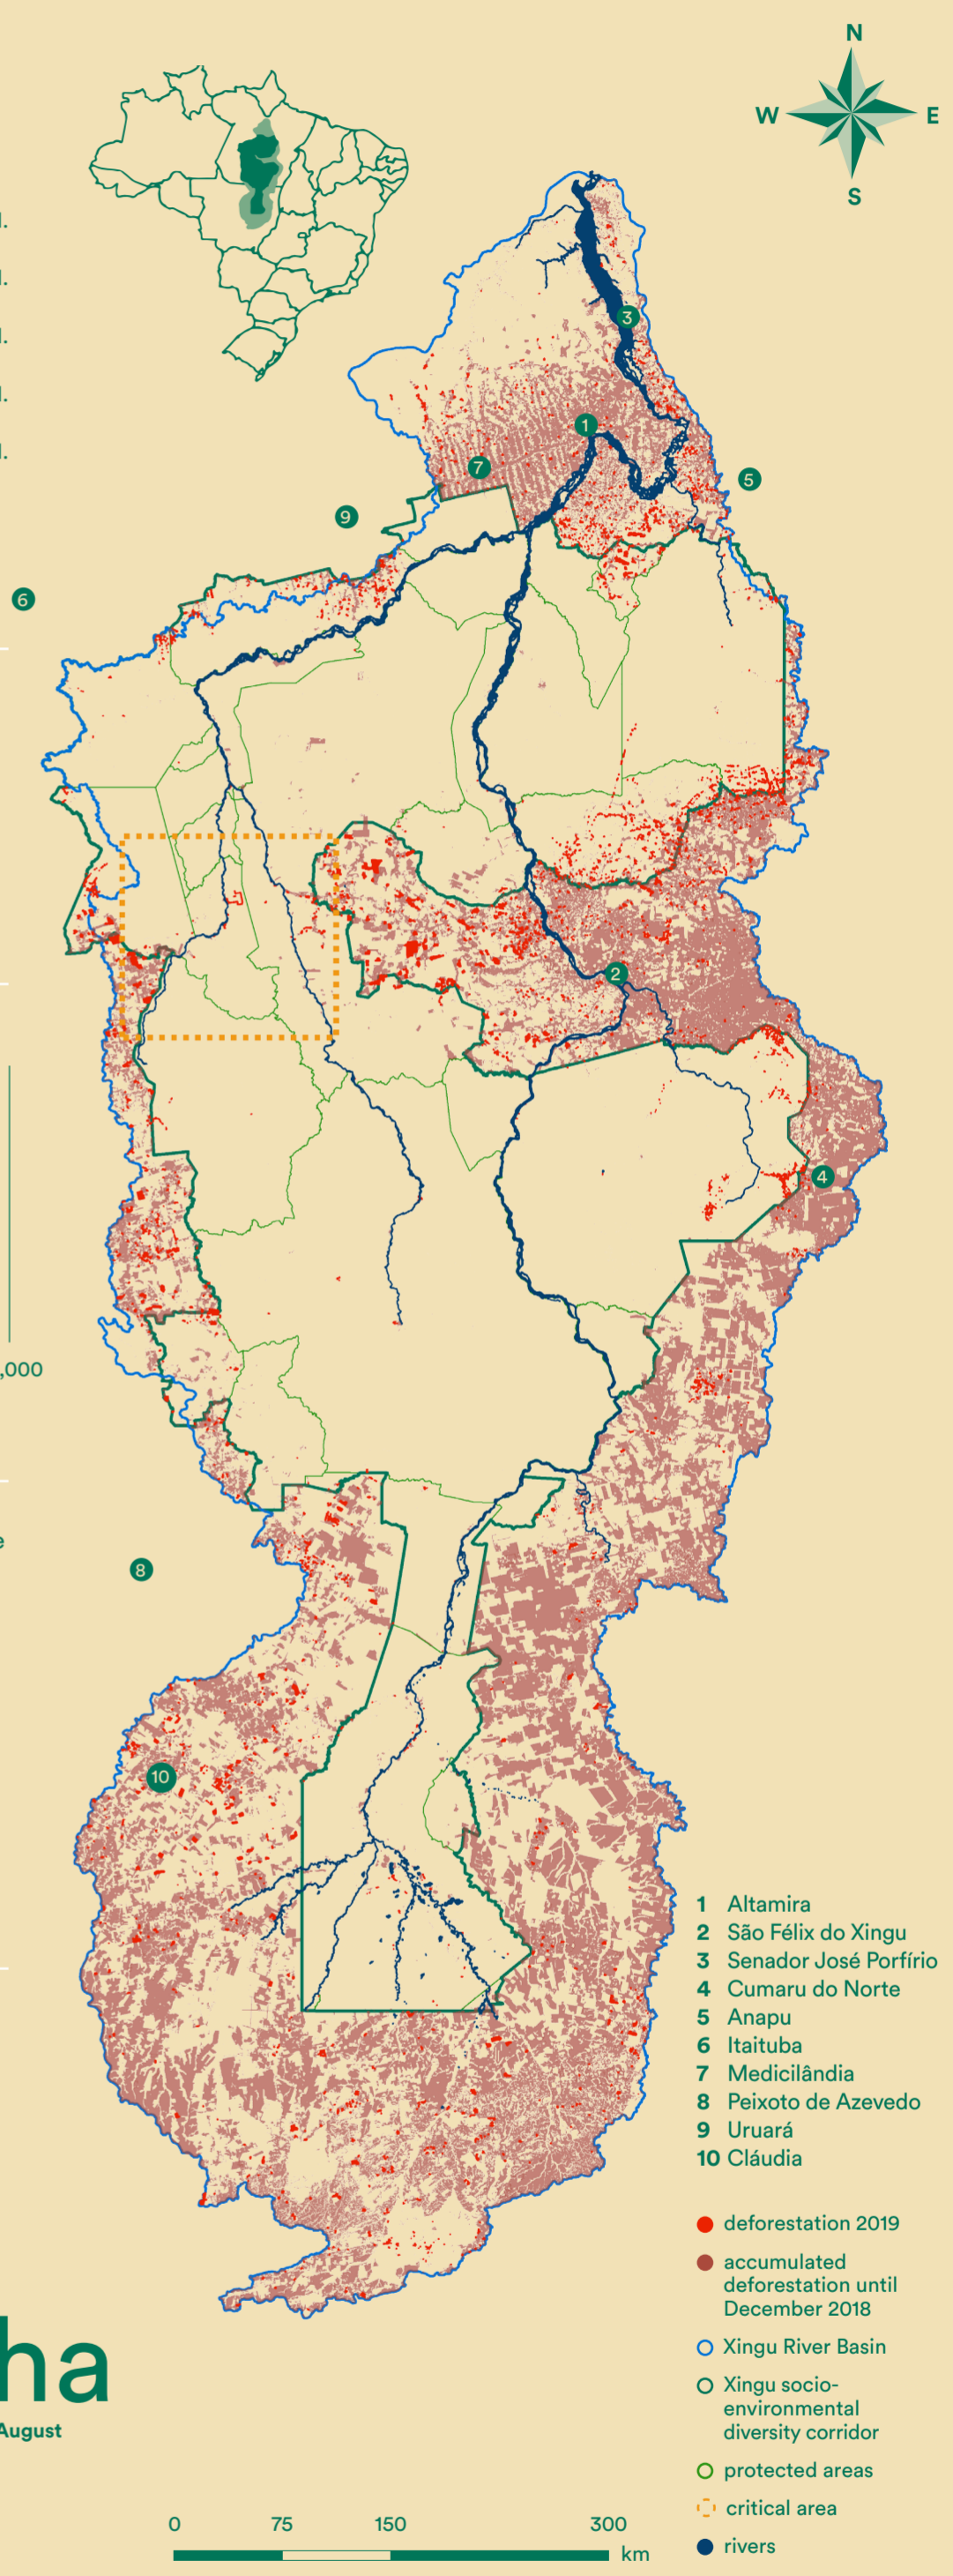 N
W E
S
3
1
7
5
9
6
2
4
,000
8
10
1 Altamira
2 São Félix do Xingu
3 Senador José Porfírio
4 Cumaru do Norte
5 Anapu
6 Itaituba
7 Medicilândia
8 Peixoto de Azevedo
9 Uruará
10 Cláudia
deforestation 2019
accumulated
deforestation until
December 2018
Xingu River Basin
Xingu socio-
environmental
diversity corridor
protected areas
critical area
rivers
ha
August
0 75 150 300
km